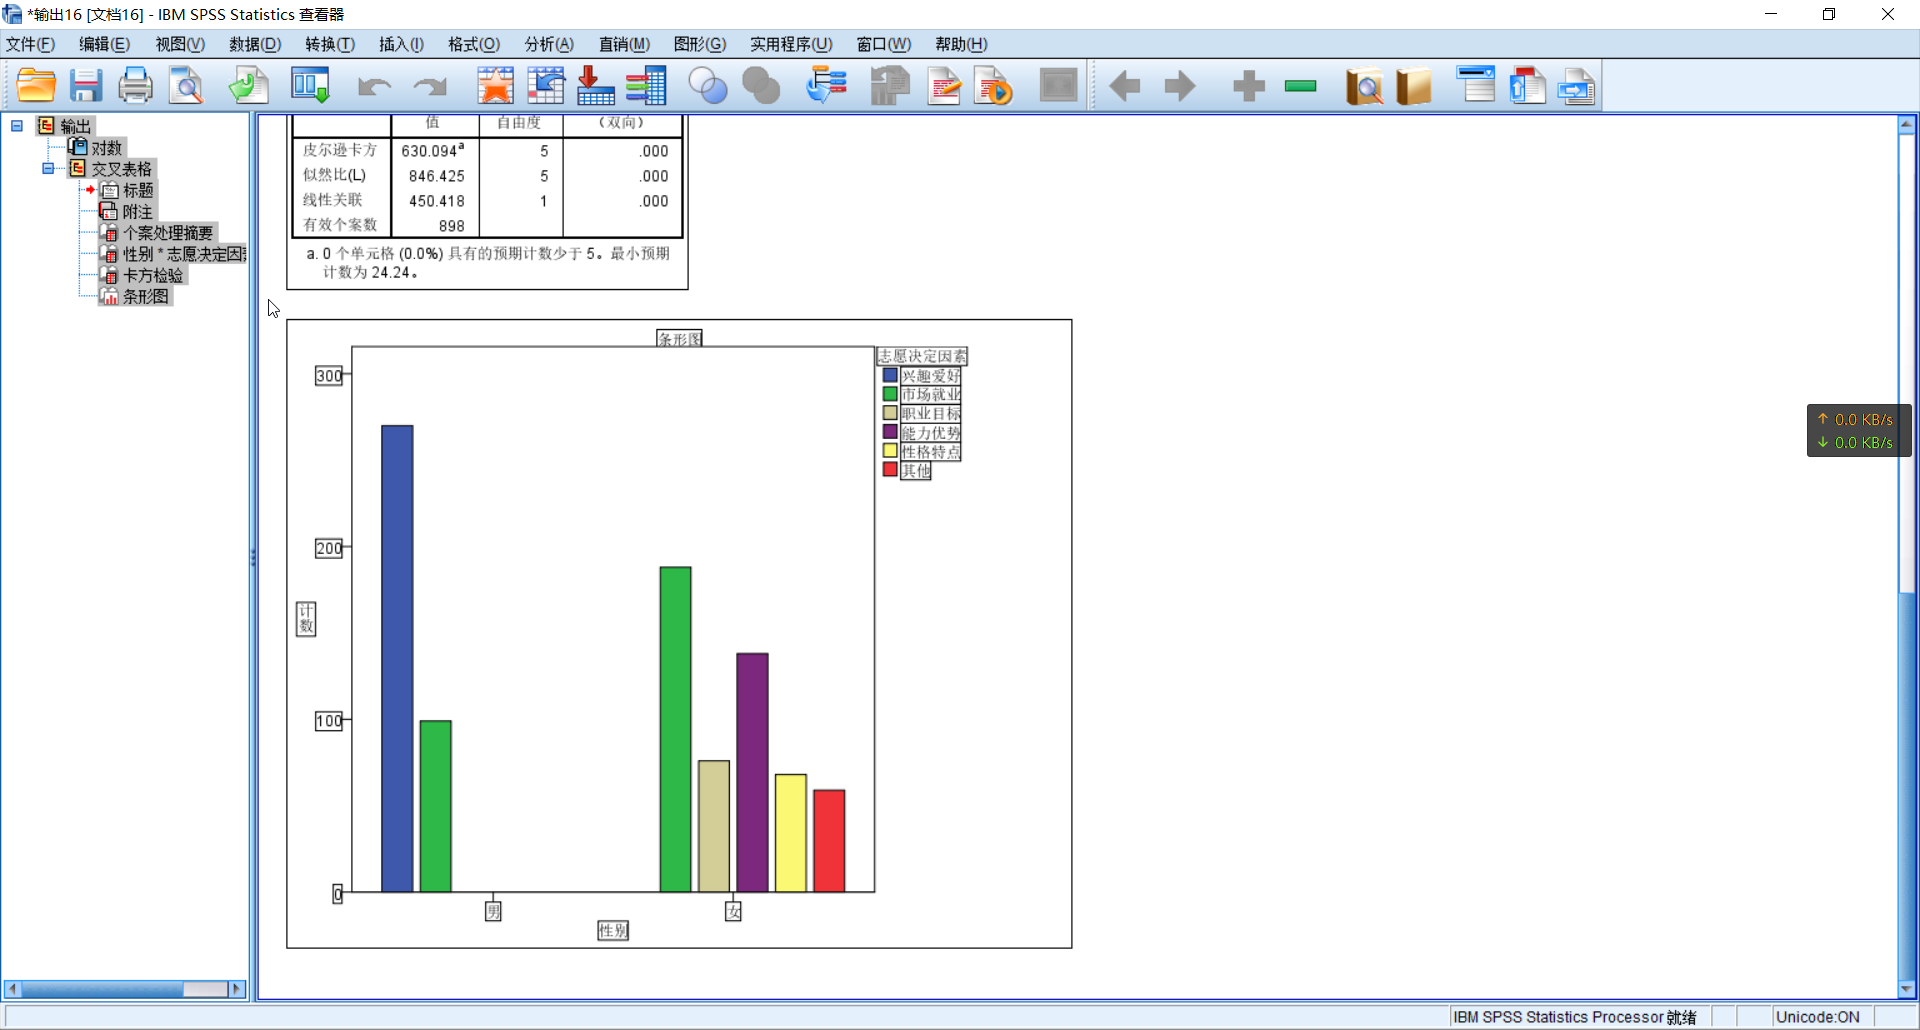 *输出16 [文档16] - IBM SPSS Statistics 查看器
文件(F) 编辑(E) 视图(V) 数据(D) 转换(T) 插入(I) 格式(O) 分析(A) 直销(M) 图形(G) 实用程序(U) 窗口(W) 帮助(H)
输出
对数
交叉表格
标题
附注
个案处理摘要
性别 * 志愿决定因
卡方检验
条形图
值 自由度 （双向）
皮尔逊卡方 630.094a 5 .000
似然比(L) 846.425 5 .000
线性关联 450.418 1 .000
有效个案数 898
a. 0 个单元格 (0.0%) 具有的预期计数少于 5。最小预期
计数为 24.24。
条形图
志愿决定因素
兴趣爱好
市场就业
职业目标
能力优势
性格特点
其他
300
200
100
0
计数
男 女
性别
↑ 0.0 KB/s
↓ 0.0 KB/s
IBM SPSS Statistics Processor 就绪 Unicode:ON